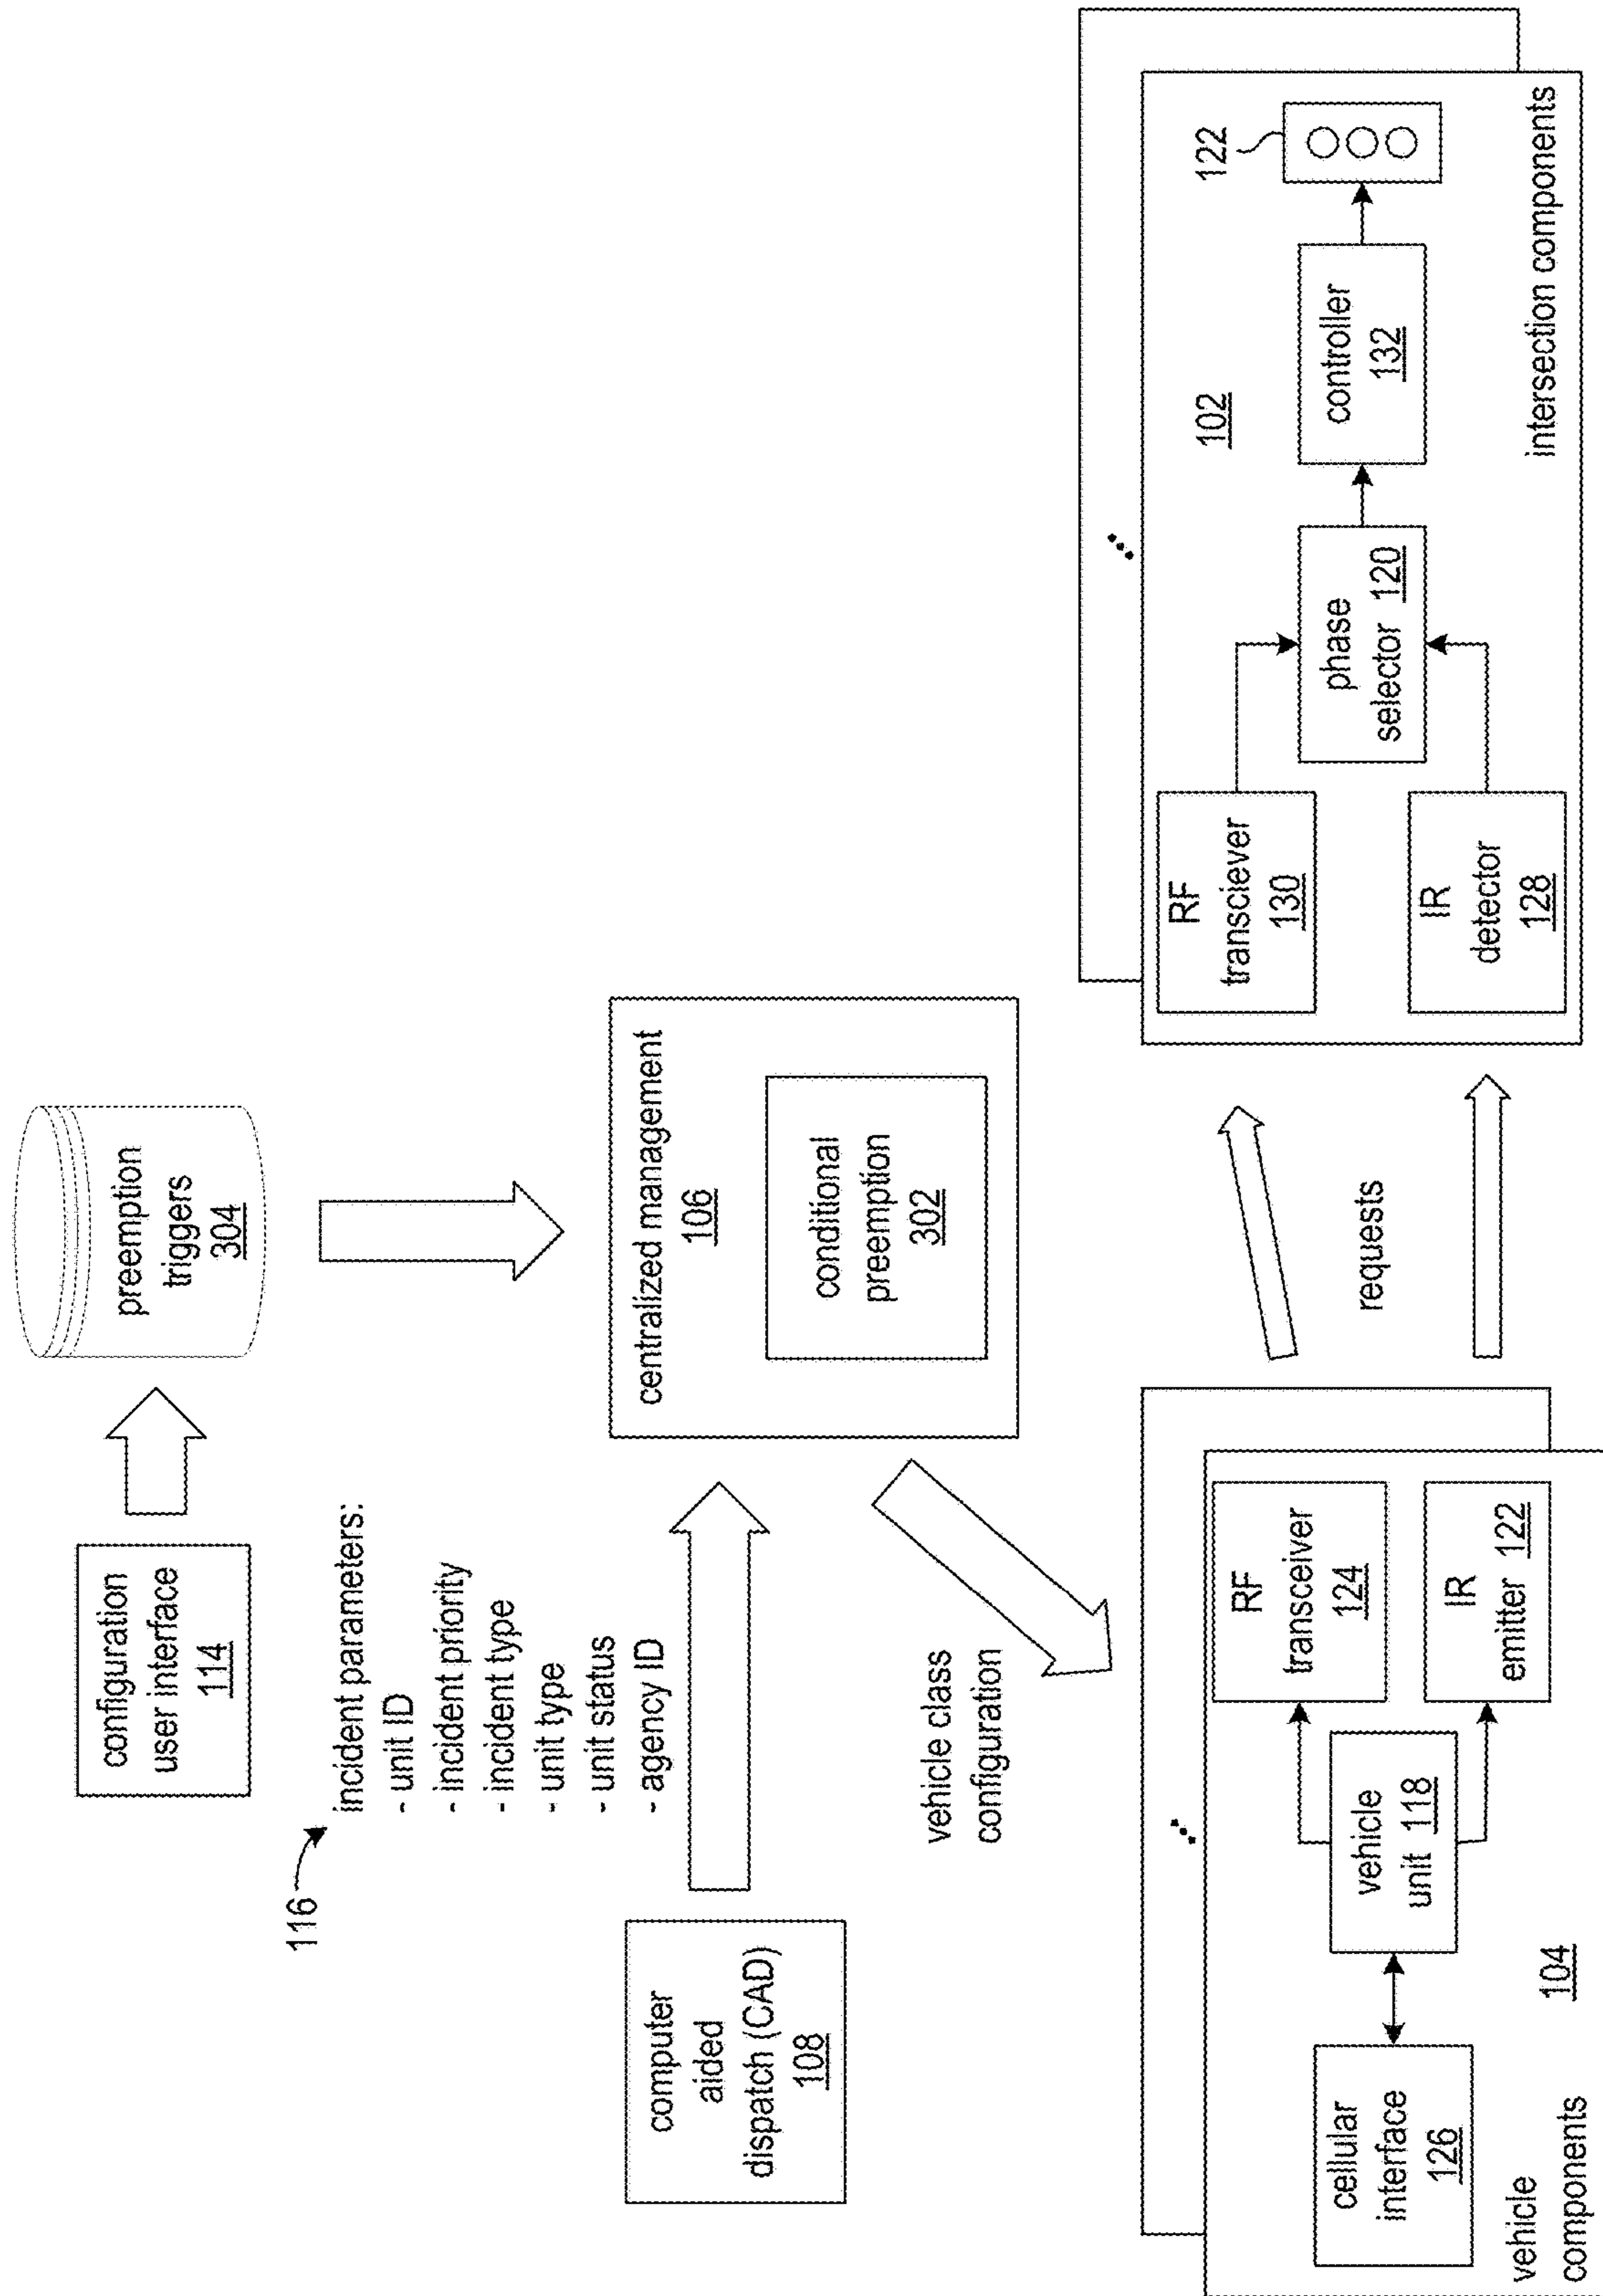 configuration
user interface
114
preemption
triggers
304
116
incident parameters:
- unit ID
- incident priority
- incident type
- unit type
- unit status
- agency ID
computer
aided
dispatch (CAD)
108
centralized management
106
conditional
preemption
302
vehicle class
configuration
requests
...
cellular
interface
126
vehicle
unit 118
RF
transceiver
124
IR
emitter 122
104
vehicle
components
...
RF
transciever
130
IR
detector
128
phase
selector 120
102
controller
132
122
intersection components